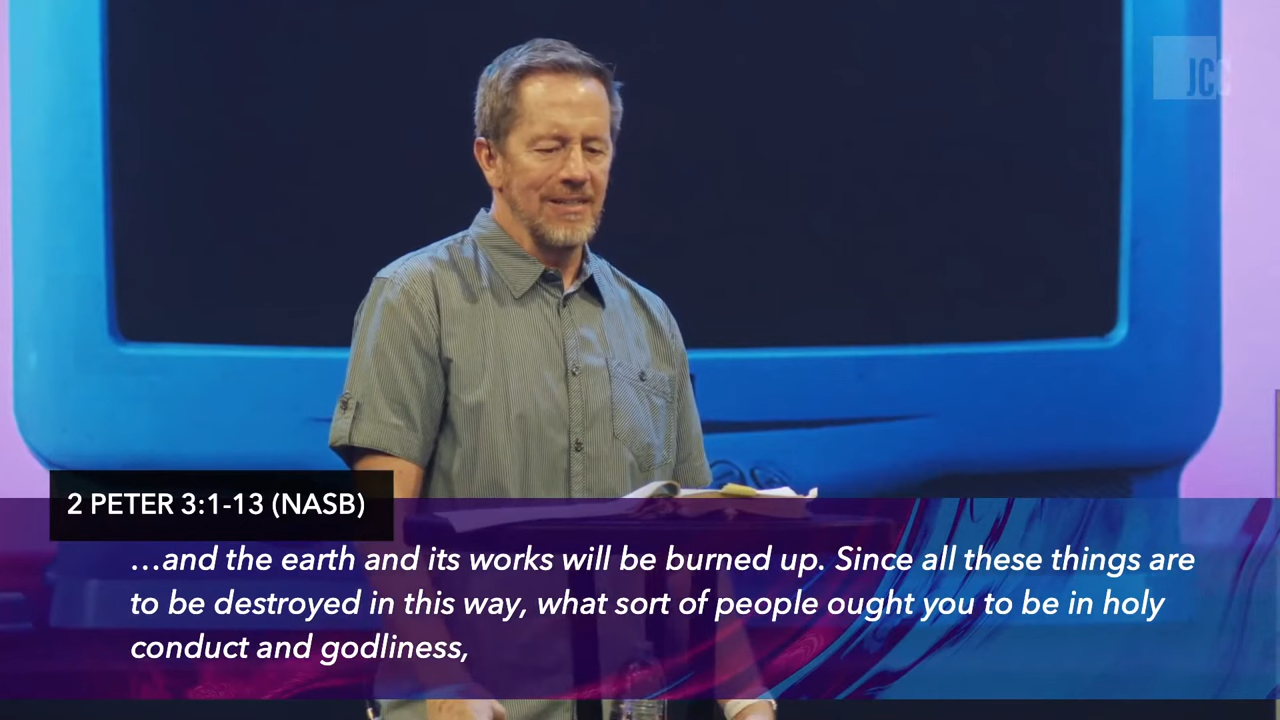 JCC
2 PETER 3:1-13 (NASB)
…and the earth and its works will be burned up. Since all these things are
to be destroyed in this way, what sort of people ought you to be in holy
conduct and godliness,